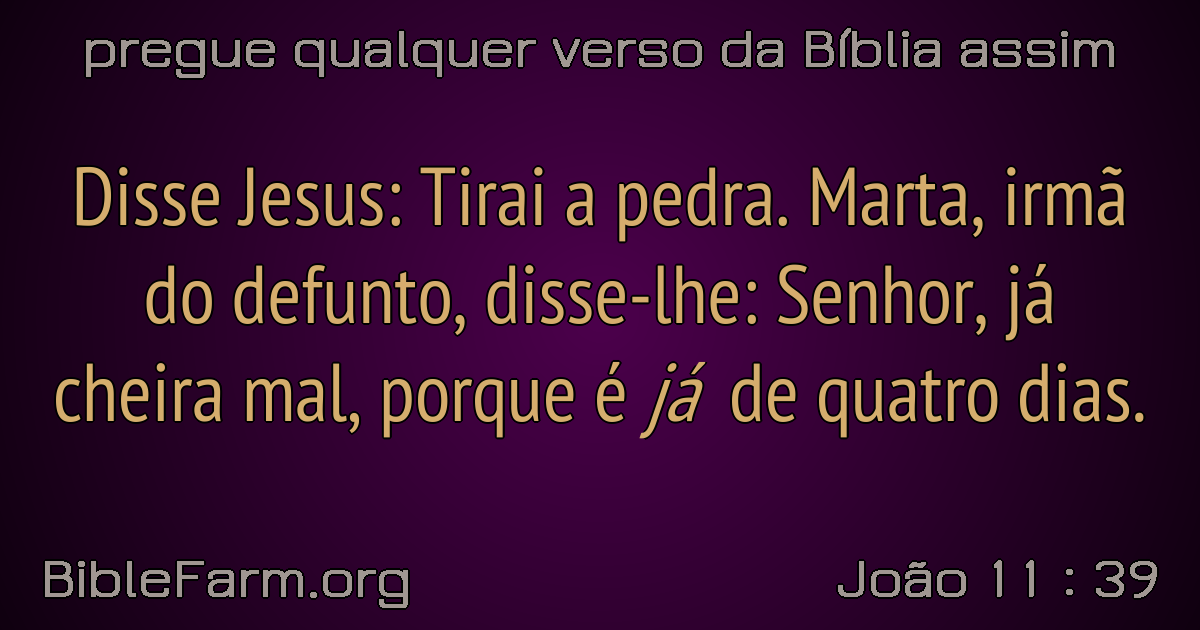 pregue qualquer verso da Bíblia assim
Disse Jesus: Tirai a pedra. Marta, irmã
do defunto, disse-lhe: Senhor, já
cheira mal, porque é já de quatro dias.
BibleFarm.org
João 11 : 39